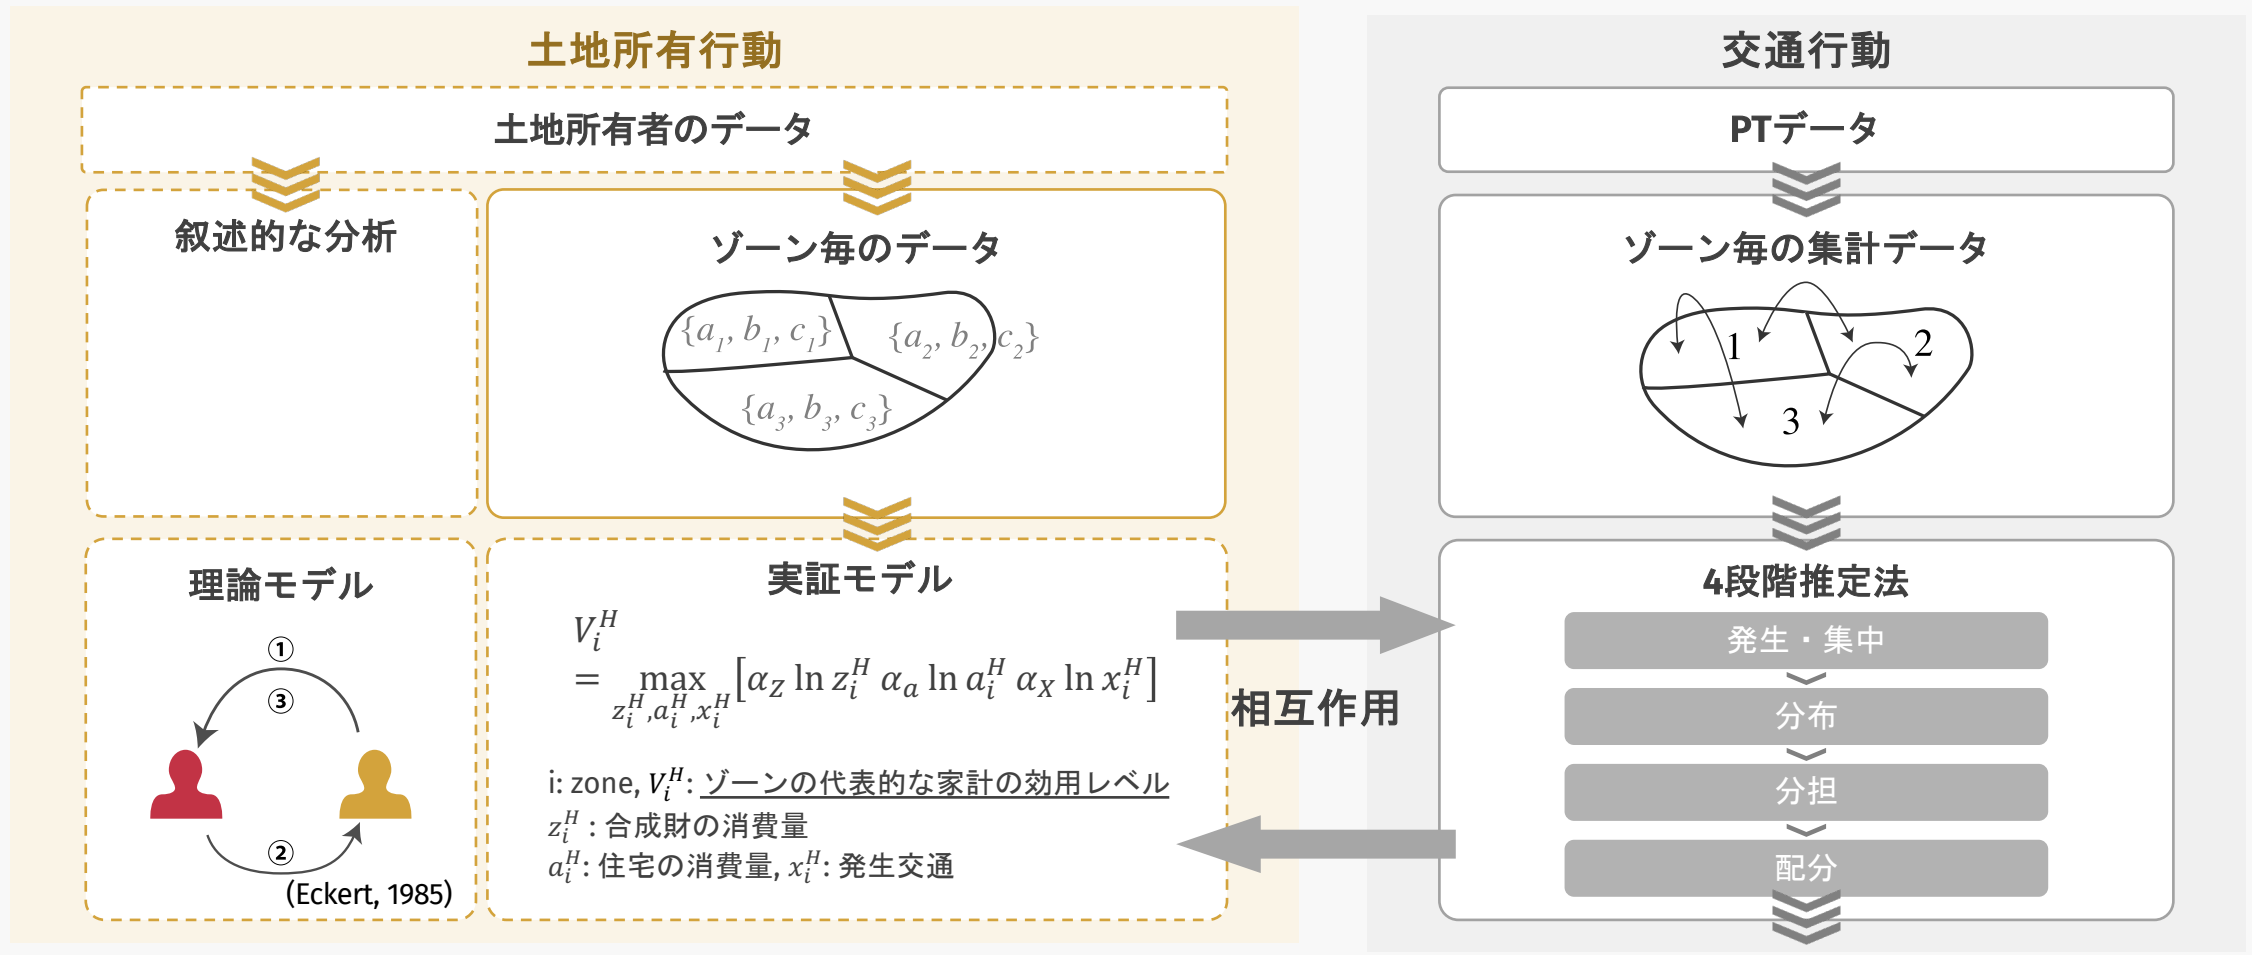 土地所有行動
土地所有者のデータ
叙述的な分析
ゾーン毎のデータ
{a₁, b₁, c₁}
{a₂, b₂, c₂}
{a₃, b₃, c₃}
理論モデル
①
③
②
(Eckert, 1985)
実証モデル
V_i^H
= max_{z_i^H, a_i^H, x_i^H} [α_Z ln z_i^H α_a ln a_i^H α_X ln x_i^H]
i: zone, V_i^H: ゾーンの代表的な家計の効用レベル
z_i^H : 合成財の消費量
a_i^H: 住宅の消費量, x_i^H: 発生交通
相互作用
交通行動
PTデータ
ゾーン毎の集計データ
1
2
3
4段階推定法
発生・集中
分布
分担
配分